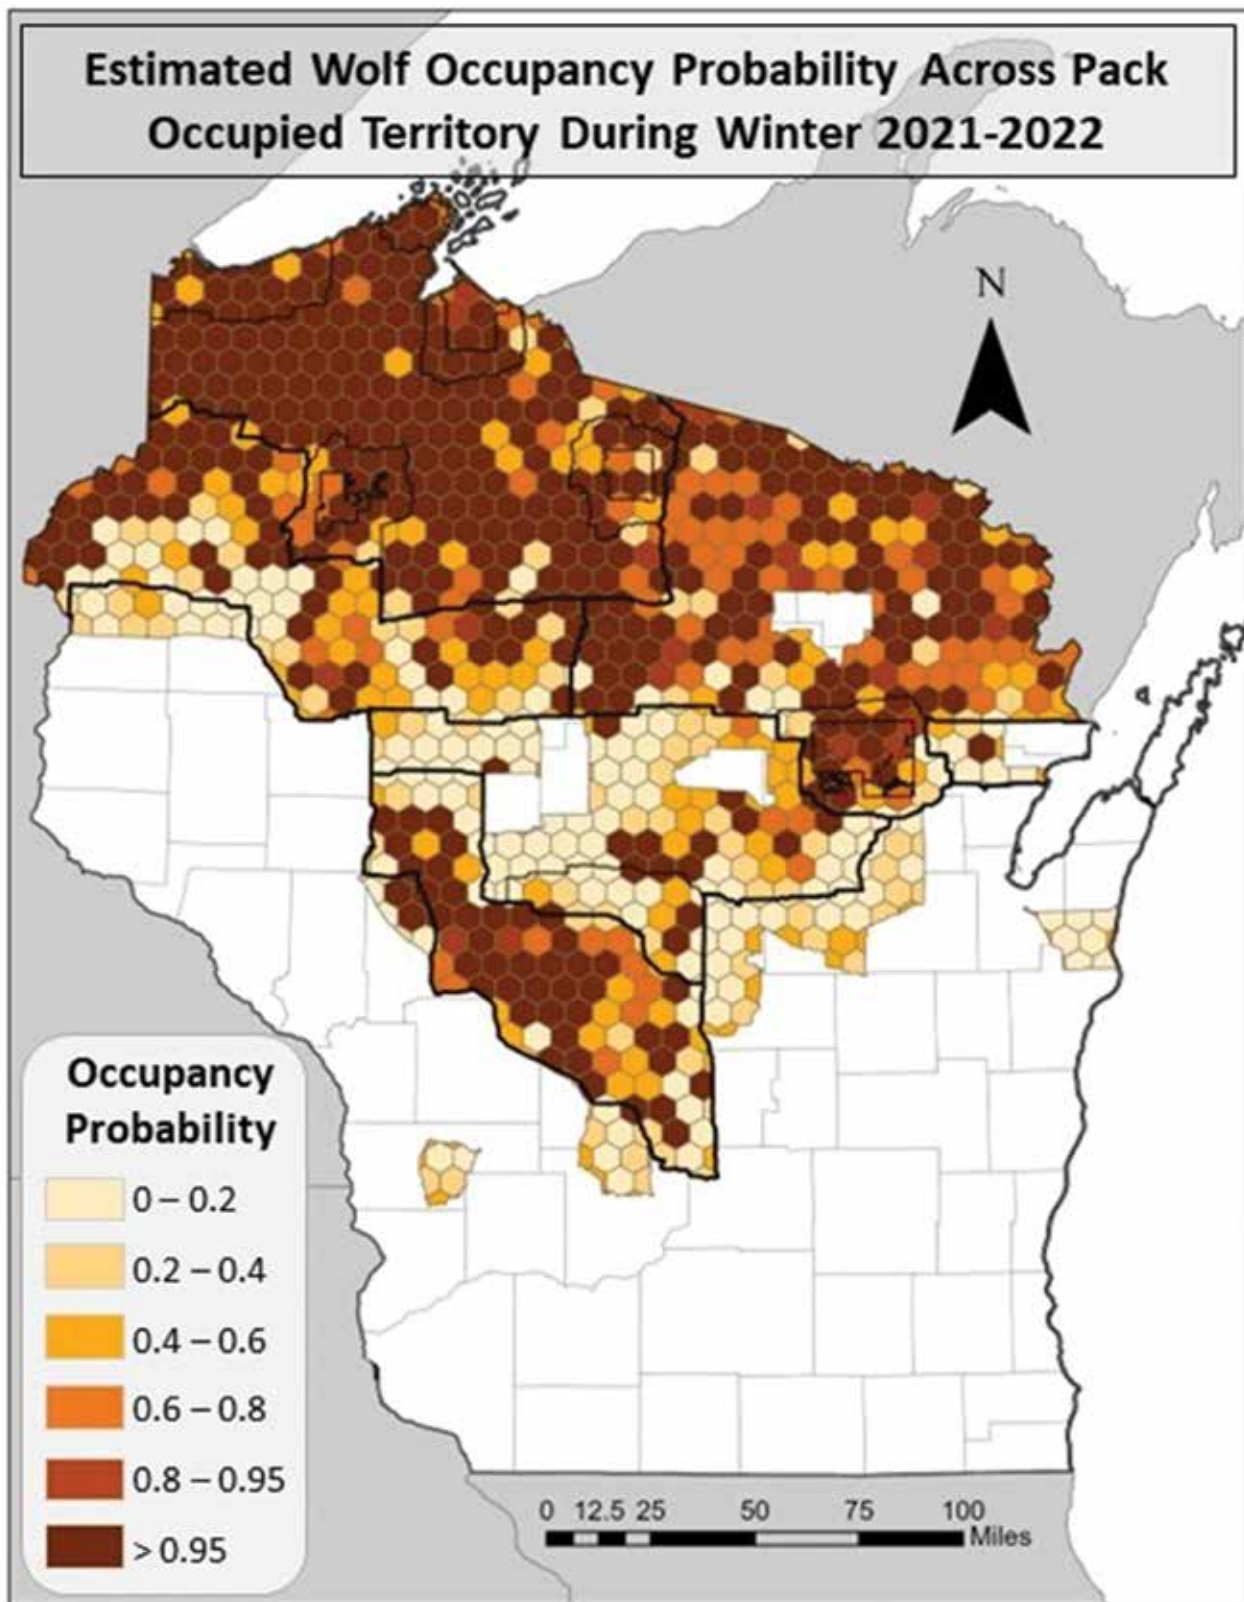 Estimated Wolf Occupancy Probability Across Pack
Occupied Territory During Winter 2021-2022
N
Occupancy
Probability
0 – 0.2
0.2 – 0.4
0.4 – 0.6
0.6 – 0.8
0.8 – 0.95
> 0.95
0 12.5 25 50 75 100
Miles